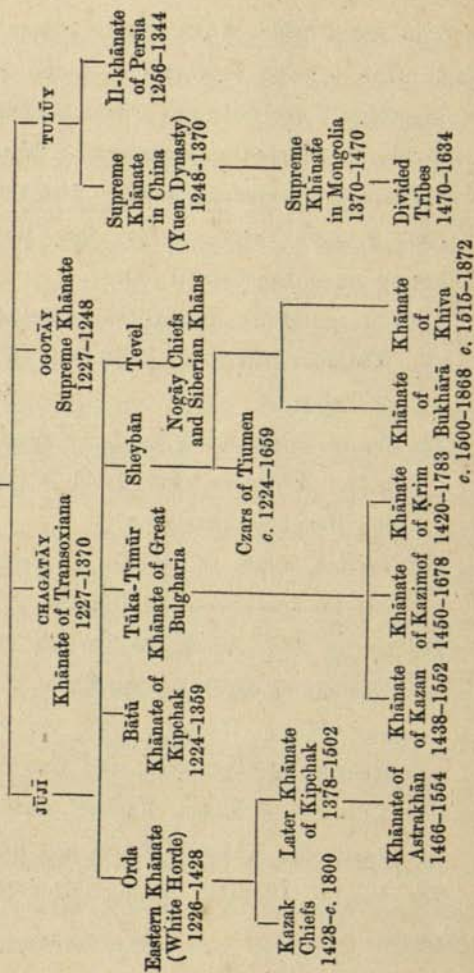 JŪJĪ
CHAGATĀY
Khānate of Transoxiana
1227–1370
OGOTĀY
Supreme Khānate
1227–1248
TULŪY
Orda
Eastern Khānate
(White Horde)
1226–1428
Bātū
Khānate of
Kipchak
1224–1359
Tūka-Tīmūr
Khānate of Great
Bulgharia
Sheybān
Tevel
Nogāy Chiefs
and Siberian Khāns
Supreme
Khānate
in China
(Yuen Dynasty)
1248–1370
Īl-khānate
of Persia
1256–1344
Czars of Tiumen
c. 1224–1659
Supreme
Khānate
in Mongolia
1370–1470
Kazak
Chiefs
1428–c. 1800
Later Khānate
of Kipchak
1378–1502
Divided
Tribes
1470–1634
Khānate of
Astrakhān
1466–1554
Khānate
of Kazan
1438–1552
Khānate
of Kazimof
1450–1678
Khānate
of Ḳrim
1420–1783
Khānate
of
Bukhārā
c. 1500–1868
Khānate
of
Khiva
c. 1515–1872